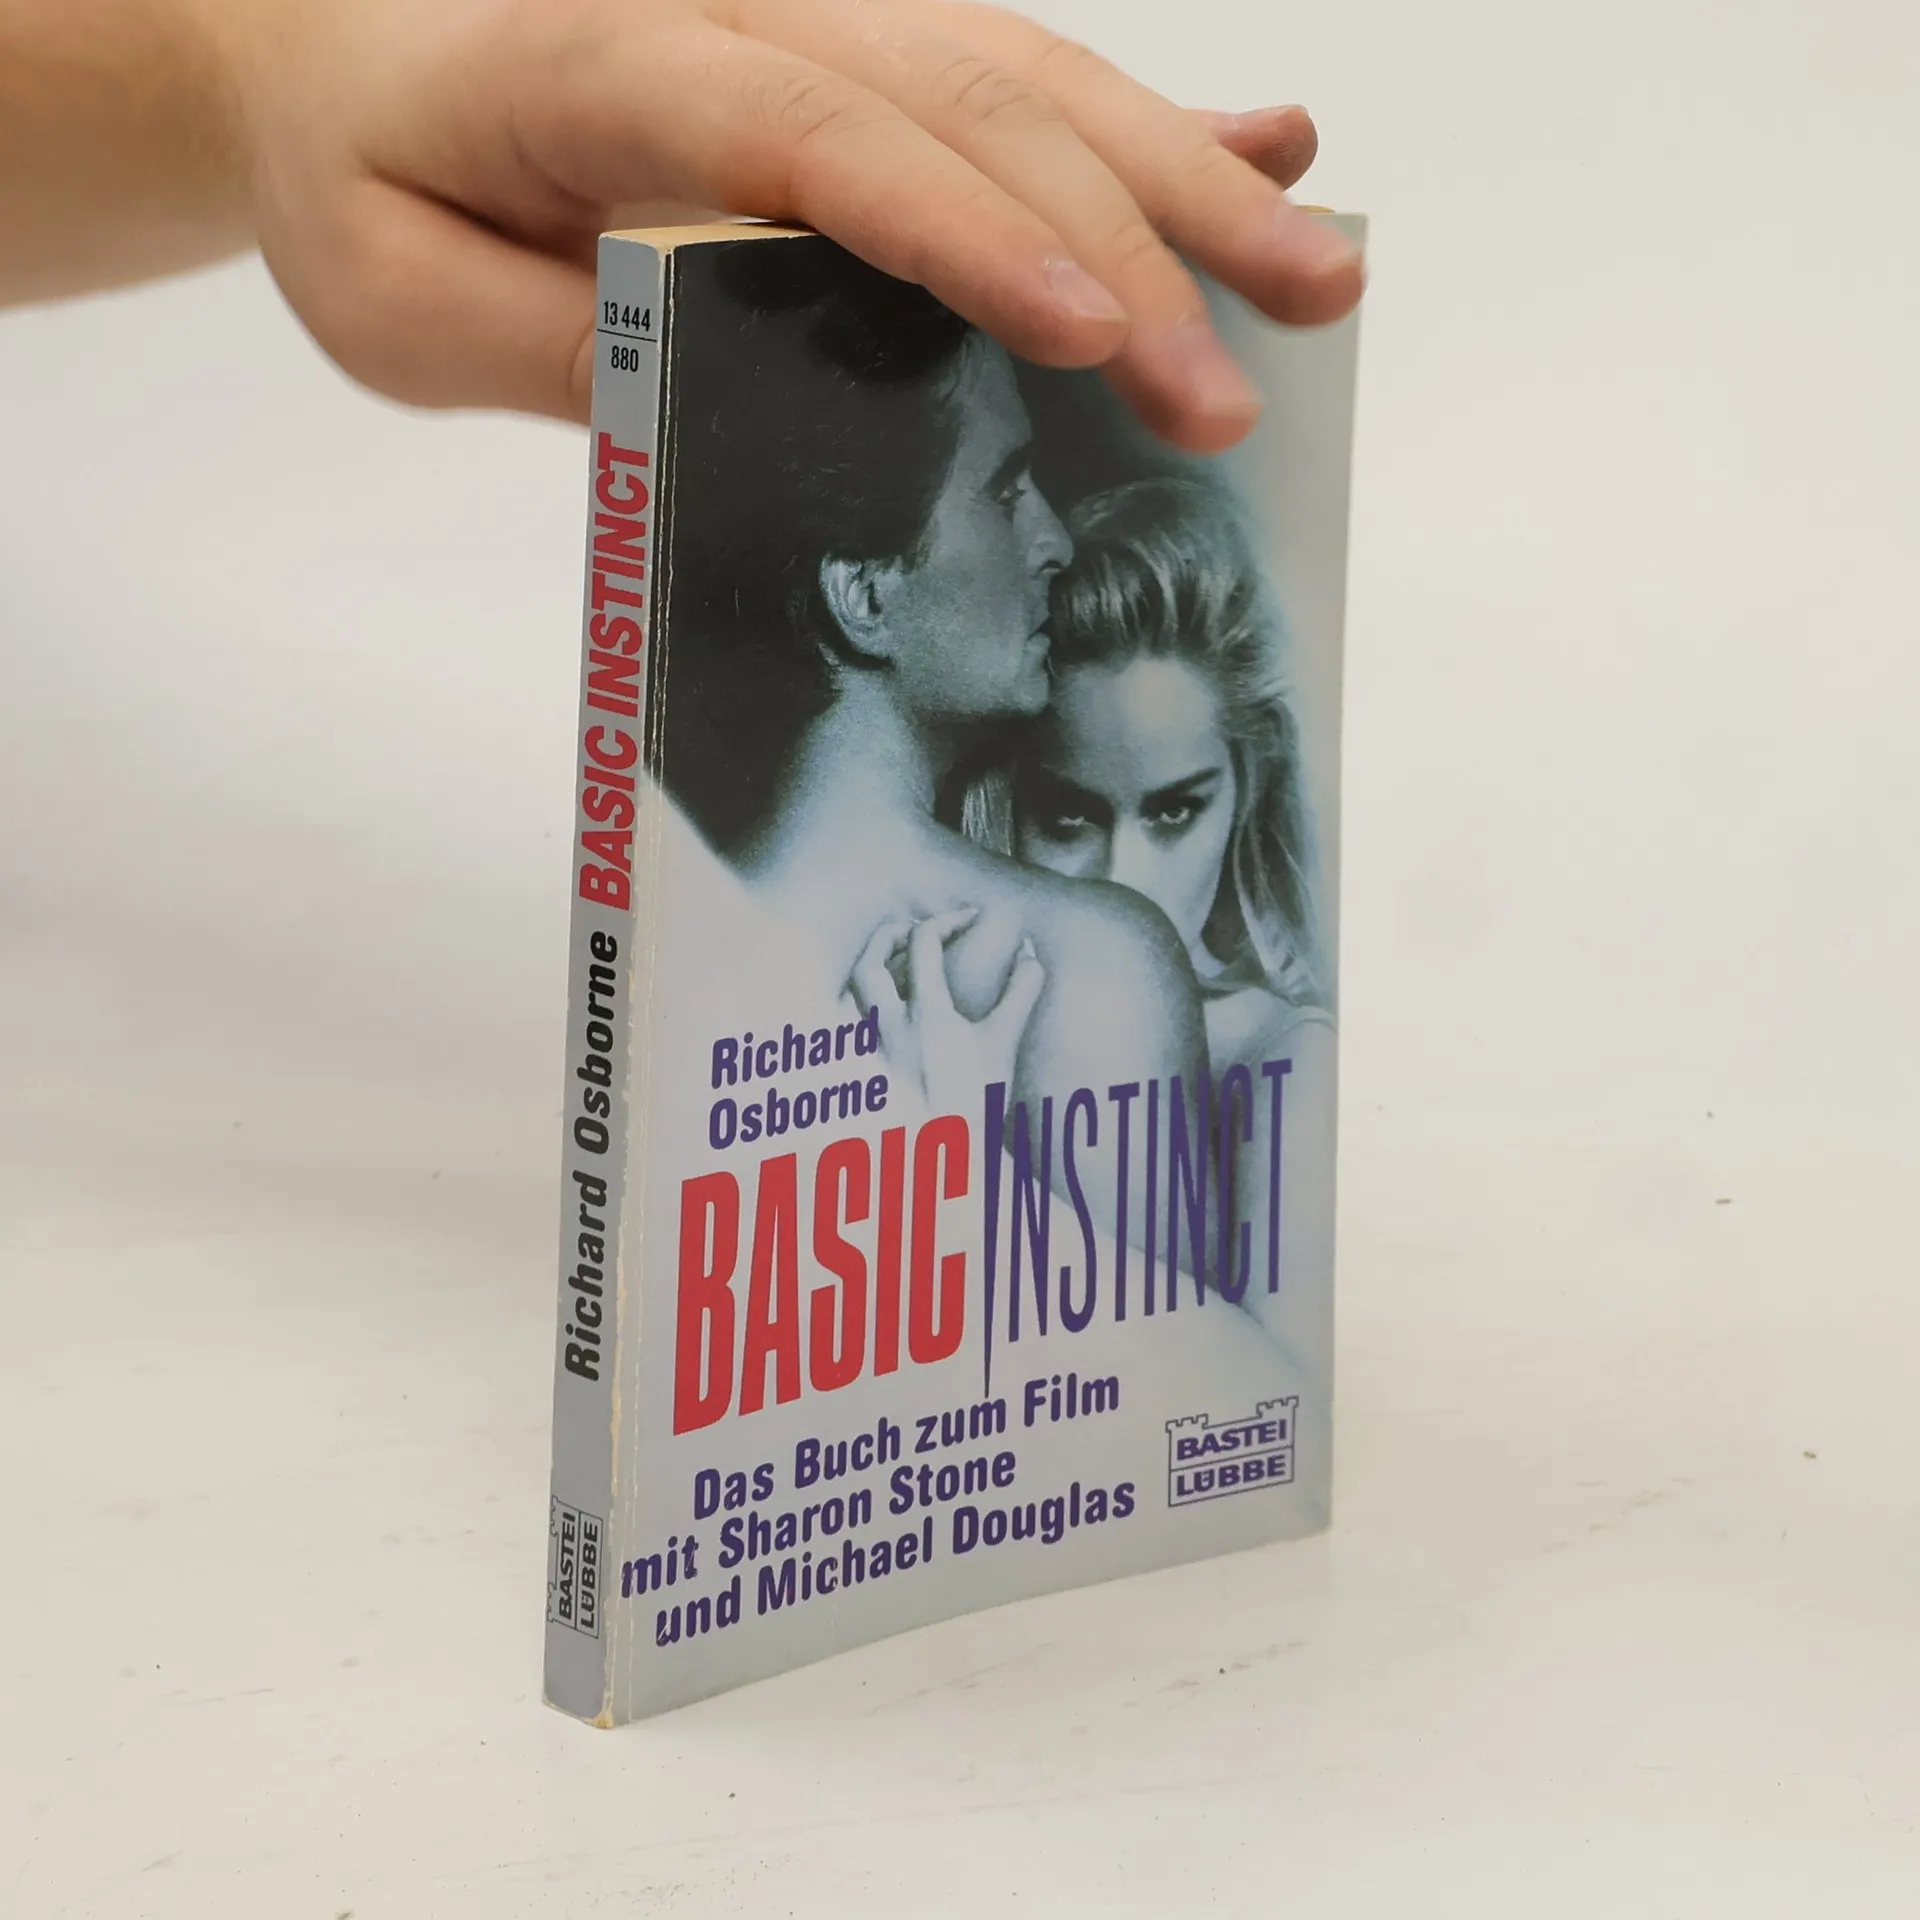 13 444
880
Richard Osborne BASIC INSTINCT
BASTEI
LÜBBE
Richard
Osborne
BASIC INSTINCT
Das Buch zum Film
mit Sharon Stone
und Michael Douglas
BASTEI
LÜBBE